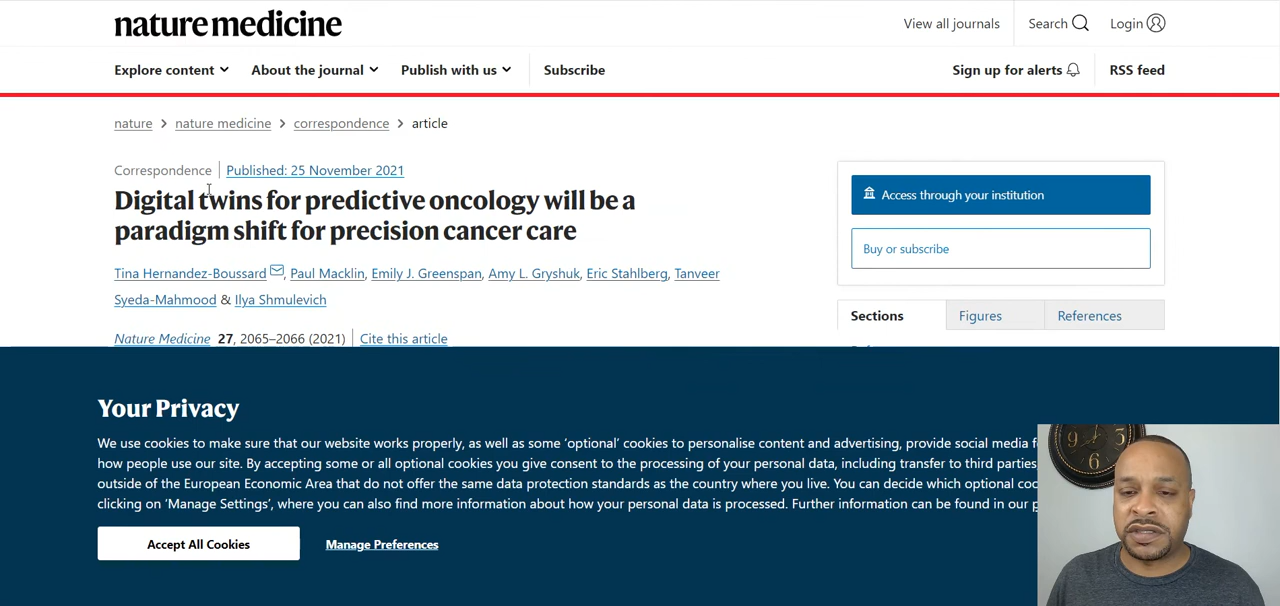 nature medicine
View all journals
Search
Login
Explore content
About the journal
Publish with us
Subscribe
Sign up for alerts
RSS feed
nature > nature medicine > correspondence > article
Correspondence | Published: 25 November 2021
Digital twins for predictive oncology will be a
paradigm shift for precision cancer care
Tina Hernandez-Boussard, Paul Macklin, Emily J. Greenspan, Amy L. Gryshuk, Eric Stahlberg, Tanveer
Syeda-Mahmood & Ilya Shmulevich
Nature Medicine 27, 2065–2066 (2021) | Cite this article
Access through your institution
Buy or subscribe
Sections
Figures
References
Your Privacy
We use cookies to make sure that our website works properly, as well as some ‘optional’ cookies to personalise content and advertising, provide social media
how people use our site. By accepting some or all optional cookies you give consent to the processing of your personal data, including transfer to third parties,
outside of the European Economic Area that do not offer the same data protection standards as the country where you live. You can decide which optional
clicking on ‘Manage Settings’, where you can also find more information about how your personal data is processed. Further information can be found in our
Accept All Cookies
Manage Preferences
9
5
6